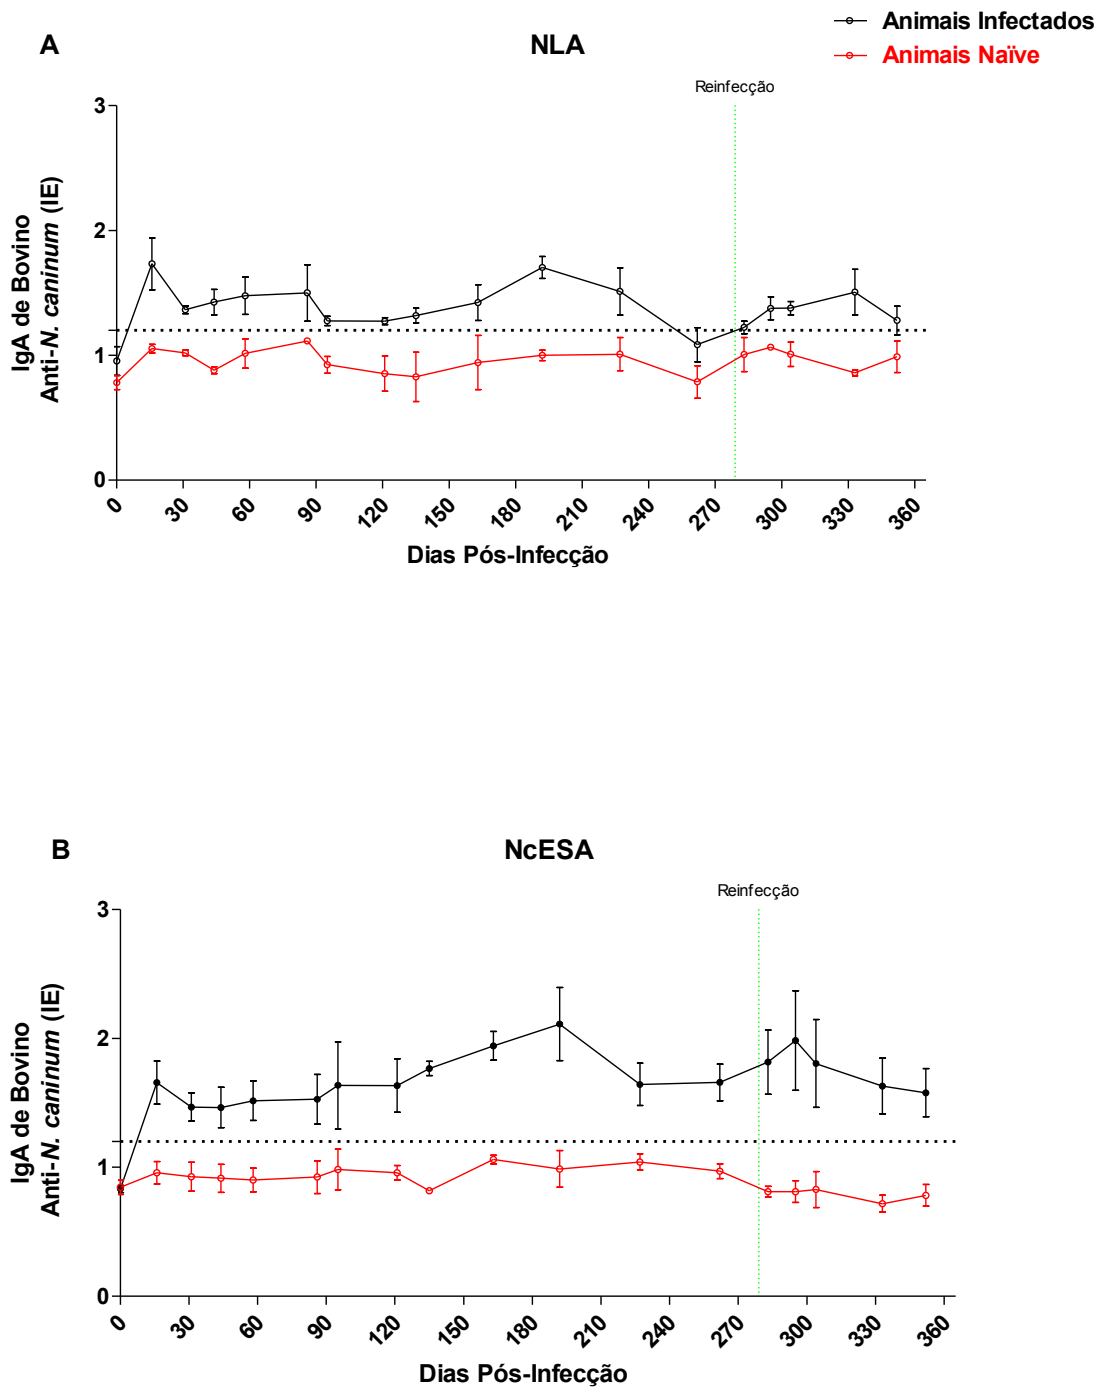 Animais Infectados
Animais Naïve
A
NLA
Reinfecção
IgA de Bovino
Anti-N. caninum (IE)
3
2
1
0
0 30 60 90 120 150 180 210 240 270 300 330 360
Dias Pós-Infecção
B
NcESA
Reinfecção
IgA de Bovino
Anti-N. caninum (IE)
3
2
1
0
0 30 60 90 120 150 180 210 240 270 300 330 360
Dias Pós-Infecção